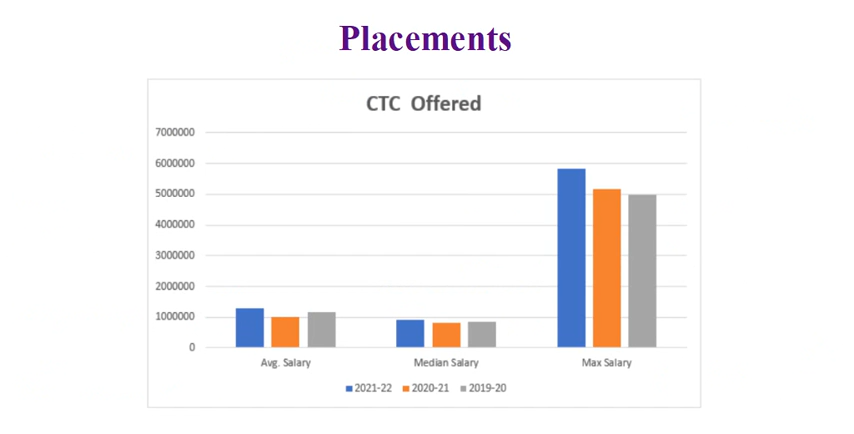 Placements
CTC Offered
7000000
6000000
5000000
4000000
3000000
2000000
1000000
0
Avg. Salary Median Salary Max Salary
2021-22 2020-21 2019-20